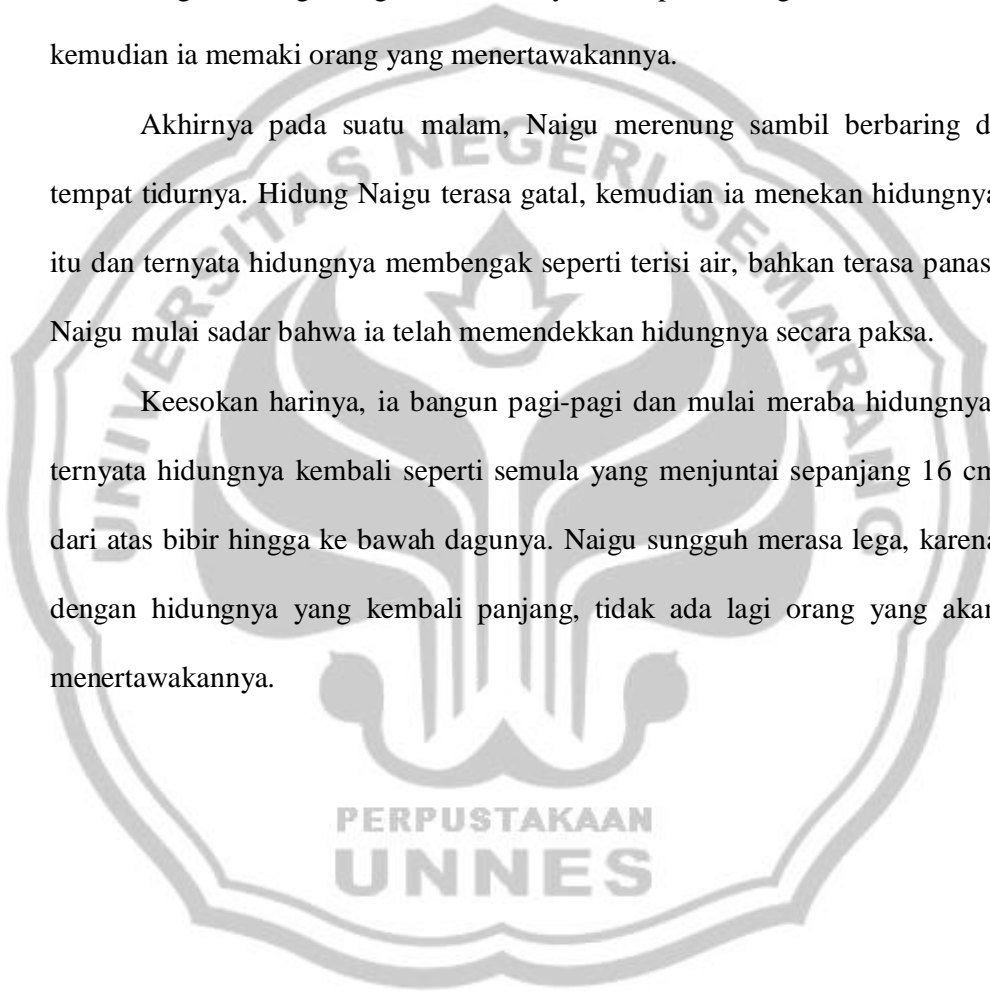 kemudian ia memaki orang yang menertawakannya.
Akhirnya pada suatu malam, Naigu merenung sambil berbaring d
tempat tidurnya. Hidung Naigu terasa gatal, kemudian ia menekan hidungnya
itu dan ternyata hidungnya membengak seperti terisi air, bahkan terasa panas
Naigu mulai sadar bahwa ia telah memendekkan hidungnya secara paksa.
Keesokan harinya, ia bangun pagi-pagi dan mulai meraba hidungnya
ternyata hidungnya kembali seperti semula yang menjuntai sepanjang 16 cm
dari atas bibir hingga ke bawah dagunya. Naigu sungguh merasa lega, karena
dengan hidungnya yang kembali panjang, tidak ada lagi orang yang akan
menertawakannya.
UNIVERSITAS NEGERI SEMARANG
PERPUSTAKAAN
UNNES